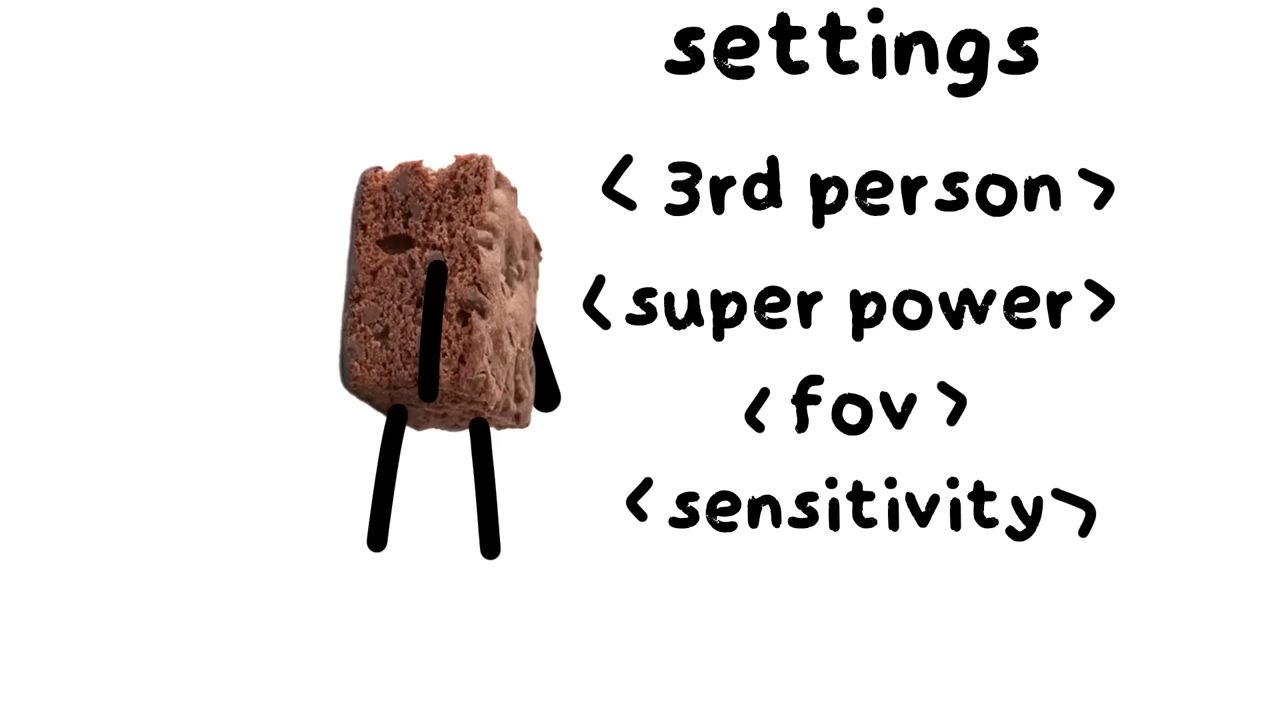 settings
< 3rd person >
< super power >
< fov >
< sensitivity >